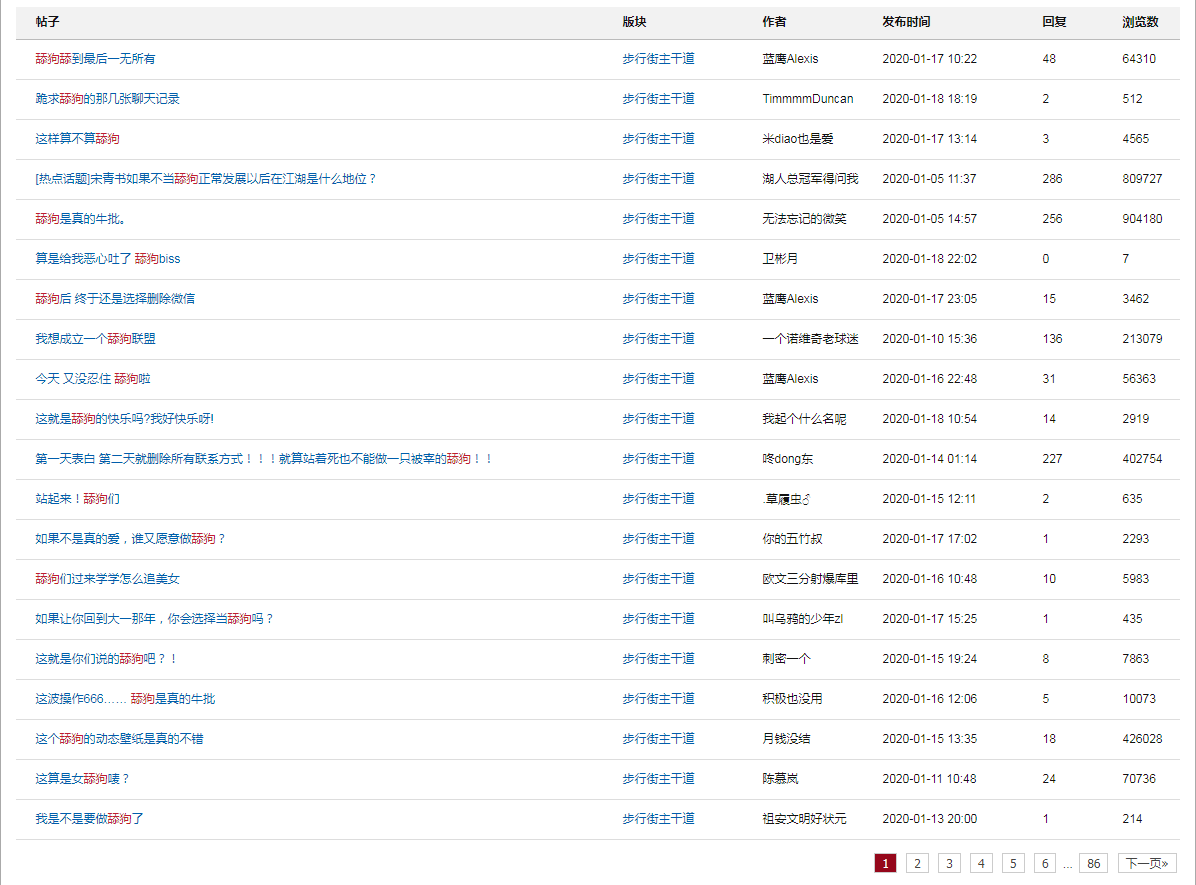 帖子 版块 作者 发布时间 回复 浏览数
舔狗舔到最后一无所有 步行街主干道 蓝鹰Alexis 2020-01-17 10:22 48 64310
跪求舔狗的那几张聊天记录 步行街主干道 TimmmmDuncan 2020-01-18 18:19 2 512
这样算不算舔狗 步行街主干道 米diao也是爱 2020-01-17 13:14 3 4565
[热点话题]宋青书如果不当舔狗正常发展以后在江湖是什么地位？ 步行街主干道 湖人总冠军得问我 2020-01-05 11:37 286 809727
舔狗是真的牛批。 步行街主干道 无法忘记的微笑 2020-01-05 14:57 256 904180
算是给我恶心吐了 舔狗biss 步行街主干道 卫彬月 2020-01-18 22:02 0 7
舔狗后 终于还是选择删除微信 步行街主干道 蓝鹰Alexis 2020-01-17 23:05 15 3462
我想成立一个舔狗联盟 步行街主干道 一个诺维奇老球迷 2020-01-10 15:36 136 213079
今天 又没忍住 舔狗啦 步行街主干道 蓝鹰Alexis 2020-01-16 22:48 31 56363
这就是舔狗的快乐吗?我好快乐呀! 步行街主干道 我起个什么名呢 2020-01-18 10:54 14 2919
第一天表白 第二天就删除所有联系方式！！！就算站着死也不能做一只被宰的舔狗！！ 步行街主干道 咚dong东 2020-01-14 01:14 227 402754
站起来！舔狗们 步行街主干道 .草履虫 2020-01-15 12:11 2 635
如果不是真的爱，谁又愿意做舔狗？ 步行街主干道 你的五竹叔 2020-01-17 17:02 1 2293
舔狗们过来学学怎么追美女 步行街主干道 欧文三分射爆库里 2020-01-16 10:48 10 5983
如果让你回到大一那年，你会选择当舔狗吗？ 步行街主干道 叫乌鸦的少年zl 2020-01-17 15:25 1 435
这就是你们说的舔狗吧？！ 步行街主干道 刺密一个 2020-01-15 19:24 8 7863
这波操作666…… 舔狗是真的牛批 步行街主干道 积极也没用 2020-01-16 12:06 5 10073
这个舔狗的动态壁纸是真的不错 步行街主干道 月钱没结 2020-01-15 13:35 18 426028
这算是女舔狗唛？ 步行街主干道 陈慕岚 2020-01-11 10:48 24 70736
我是不是要做舔狗了 步行街主干道 祖安文明好状元 2020-01-13 20:00 1 214
1 2 3 4 5 6 ... 86 下一页»